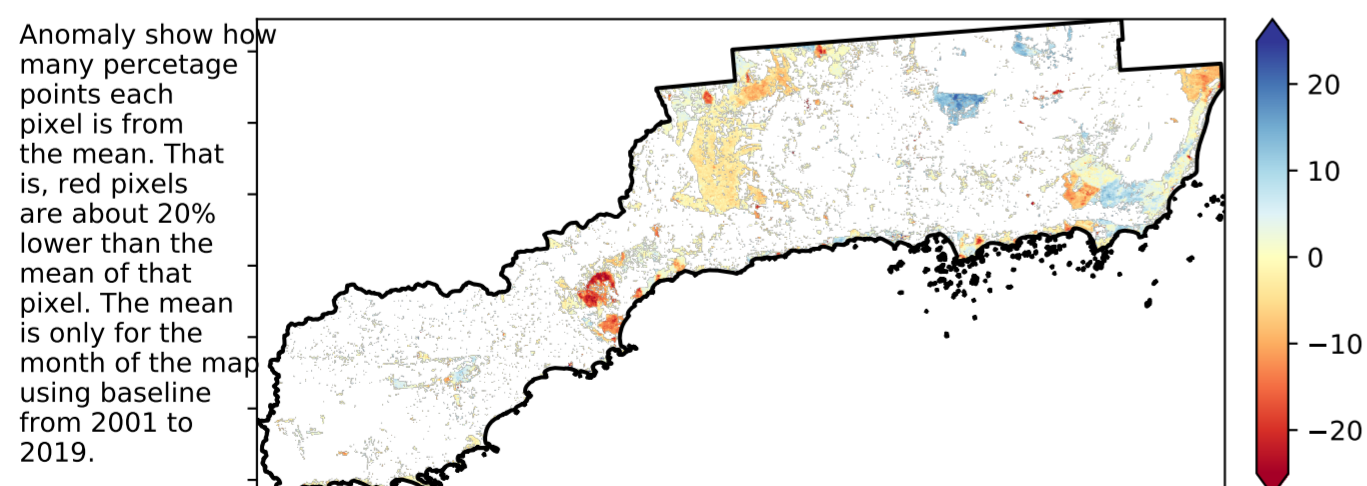 Anomaly show how
many percetage
points each
pixel is from
the mean. That
is, red pixels
are about 20%
lower than the
mean of that
pixel. The mean
is only for the
month of the map
using baseline
from 2001 to
2019.
20
10
0
−10
−20